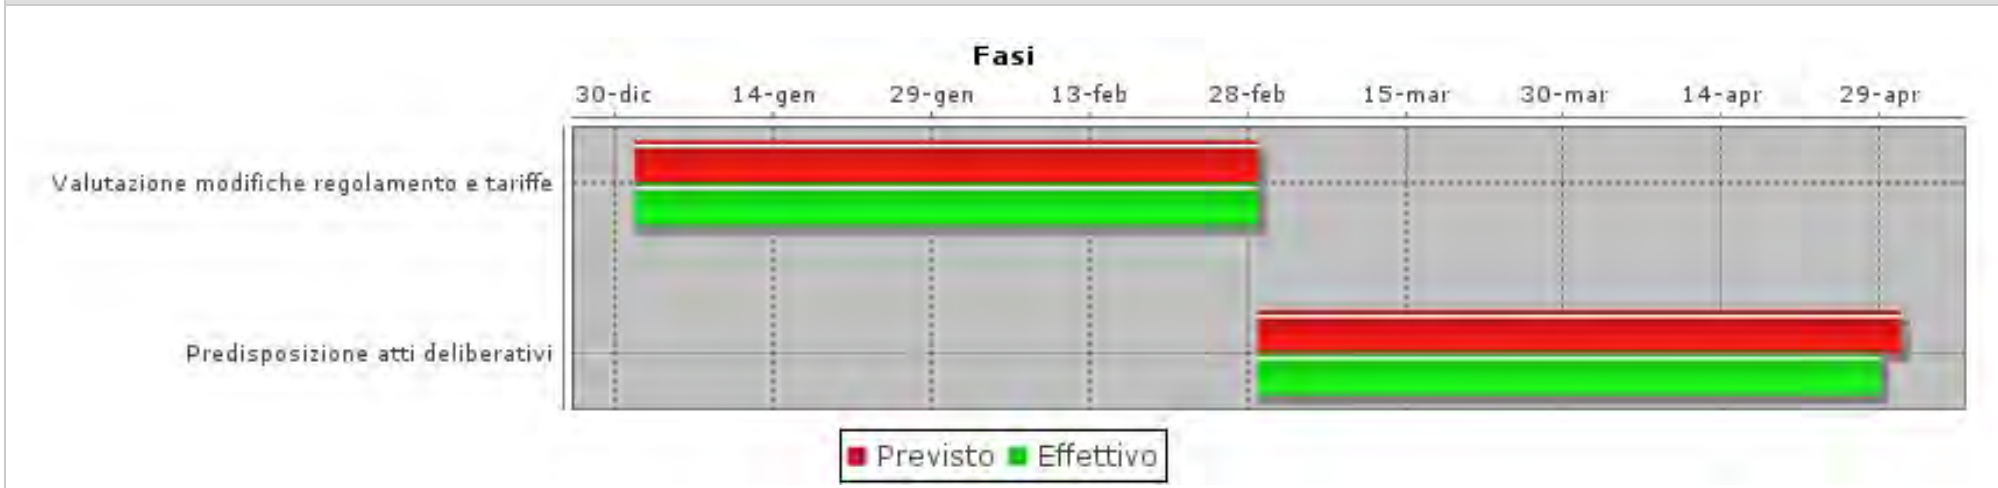 Fasi
30-dic 14-gen 29-gen 13-feb 28-feb 15-mar 30-mar 14-apr 29-apr
Valutazione modifiche regolamento e tariffe
Predisposizione atti deliberativi
Previsto Effettivo